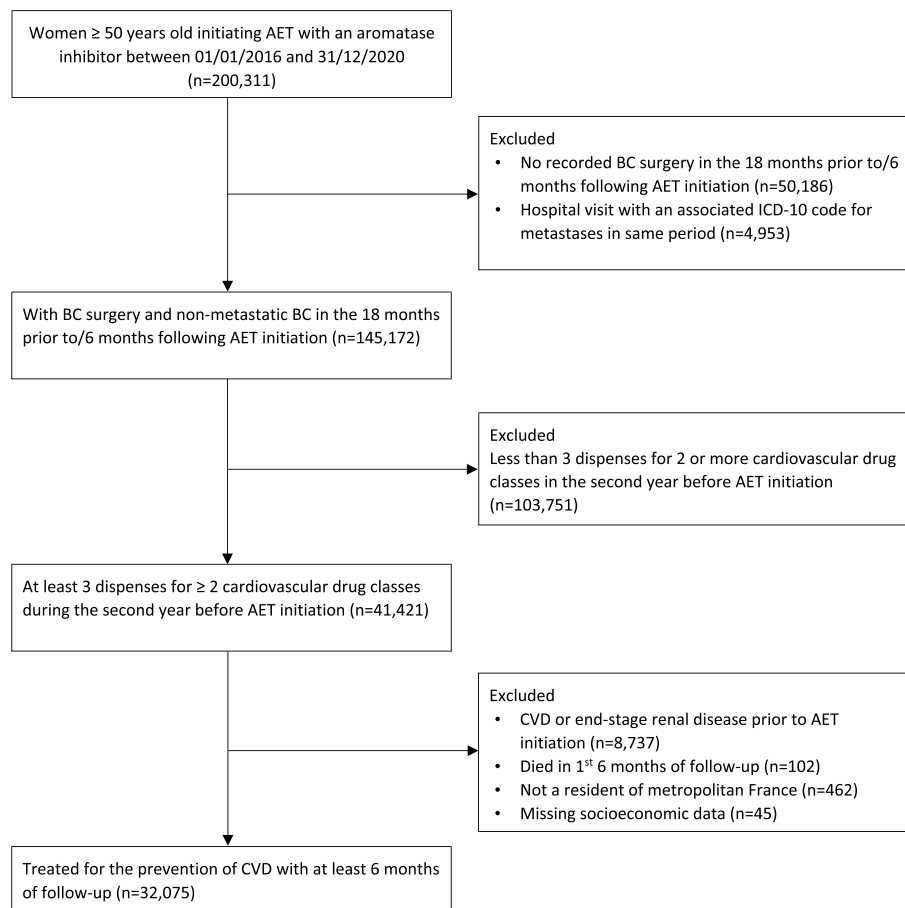 Women ≥ 50 years old initiating AET with an aromatase
inhibitor between 01/01/2016 and 31/12/2020
(n=200,311)
Excluded
• No recorded BC surgery in the 18 months prior to/6
months following AET initiation (n=50,186)
• Hospital visit with an associated ICD-10 code for
metastases in same period (n=4,953)
With BC surgery and non-metastatic BC in the 18 months
prior to/6 months following AET initiation (n=145,172)
Excluded
Less than 3 dispenses for 2 or more cardiovascular drug
classes in the second year before AET initiation
(n=103,751)
At least 3 dispenses for ≥ 2 cardiovascular drug classes
during the second year before AET initiation (n=41,421)
Excluded
• CVD or end-stage renal disease prior to AET
initiation (n=8,737)
• Died in 1st 6 months of follow-up (n=102)
• Not a resident of metropolitan France (n=462)
• Missing socioeconomic data (n=45)
Treated for the prevention of CVD with at least 6 months
of follow-up (n=32,075)